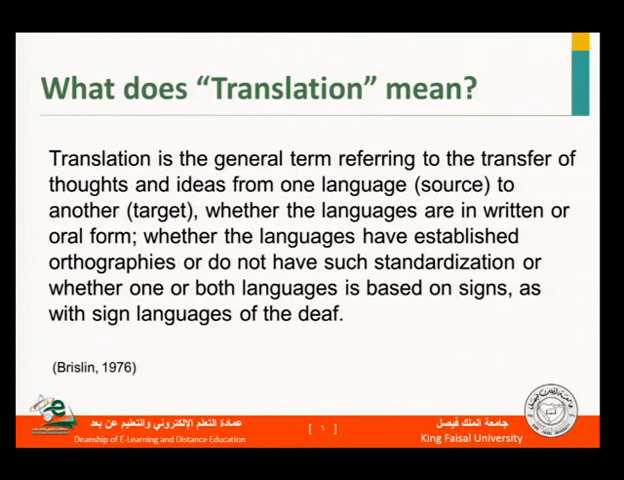 What does “Translation” mean?
Translation is the general term referring to the transfer of
thoughts and ideas from one language (source) to
another (target), whether the languages are in written or
oral form; whether the languages have established
orthographies or do not have such standardization or
whether one or both languages is based on signs, as
with sign languages of the deaf.
(Brislin, 1976)
عمادة التعلم الإلكتروني والتعليم عن بعد
Deanship of E-Learning and Distance Education
[ ٦ ]
جامعة الملك فيصل
King Faisal University